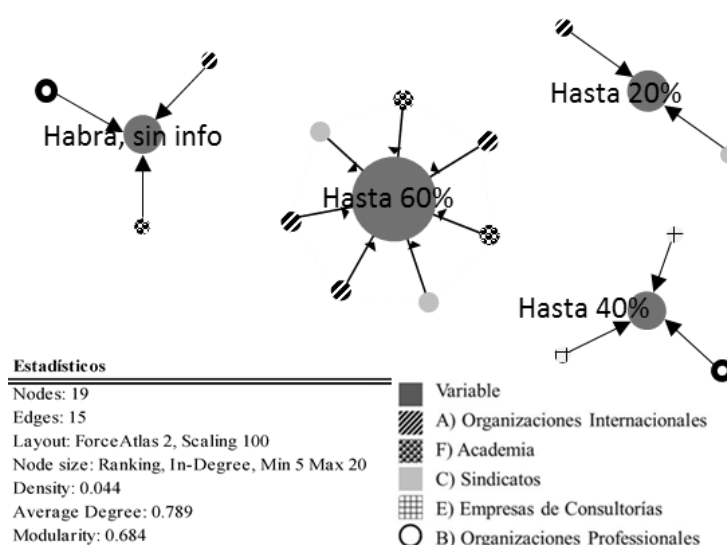 Habra, sin info
Hasta 60%
Hasta 20%
Hasta 40%
Estadísticos
Nodes: 19
Edges: 15
Layout: ForceAtlas 2, Scaling 100
Node size: Ranking, In-Degree, Min 5 Max 20
Density: 0.044
Average Degree: 0.789
Modularity: 0.684
Variable
A) Organizaciones Internacionales
F) Academia
C) Sindicatos
E) Empresas de Consultorías
B) Organizaciones Professionales